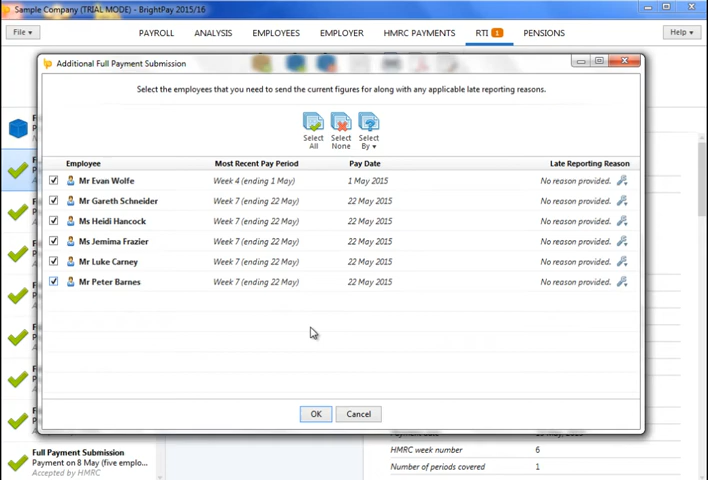 Sample Company (TRIAL MODE) - BrightPay 2015/16
File
PAYROLL
ANALYSIS
EMPLOYEES
EMPLOYER
HMRC PAYMENTS
RTI 1
PENSIONS
Help
Additional Full Payment Submission
Select the employees that you need to send the current figures for along with any applicable late reporting reasons.
Select All
Select None
Select By
Employee Most Recent Pay Period Pay Date Late Reporting Reason
Mr Evan Wolfe Week 4 (ending 1 May) 1 May 2015 No reason provided.
Mr Gareth Schneider Week 7 (ending 22 May) 22 May 2015 No reason provided.
Ms Heidi Hancock Week 7 (ending 22 May) 22 May 2015 No reason provided.
Ms Jemima Frazier Week 7 (ending 22 May) 22 May 2015 No reason provided.
Mr Luke Carney Week 7 (ending 22 May) 22 May 2015 No reason provided.
Mr Peter Barnes Week 7 (ending 22 May) 22 May 2015 No reason provided.
OK
Cancel
Full Payment Submission
Payment on 8 May (five emplo...
Accepted by HMRC
HMRC week number 6
Number of periods covered 1